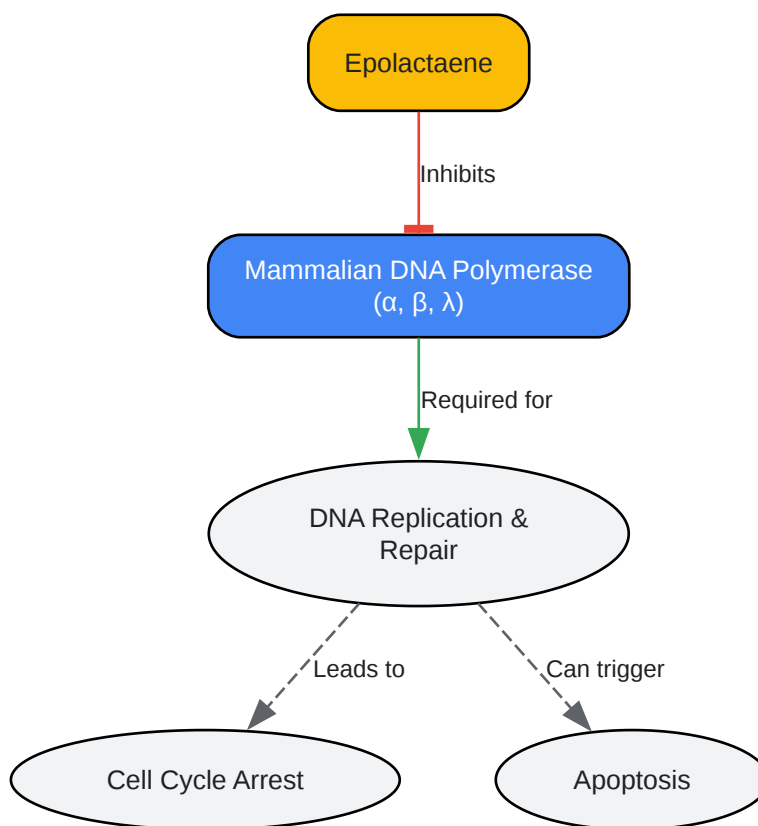 Epolactaene
Inhibits
Mammalian DNA Polymerase
(α, β, λ)
Required for
DNA Replication &
Repair
Leads to
Can trigger
Cell Cycle Arrest
Apoptosis